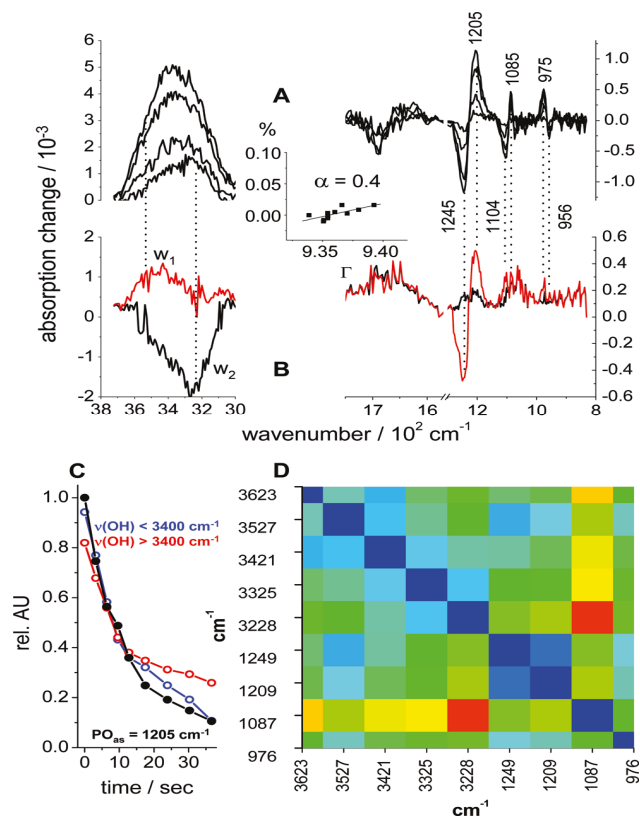 1205
1085
975
6
5
4
3
2
1
0
A
1.0
0.5
0.0
-0.5
-1.0
%
0.10
0.05
0.00
α = 0.4
9.35 9.40
1245
1104
956
absorption change / 10⁻³
2
1
0
-1
-2
w₁
w₂
Γ
B
0.6
0.4
0.2
0.0
-0.2
-0.4
-0.6
38 36 34 32 30
17 16 12 10 8
wavenumber / 10² cm⁻¹
C
1.0
0.8
0.6
0.4
0.2
0.0
rel. AU
ν(OH) < 3400 cm⁻¹
ν(OH) > 3400 cm⁻¹
POas = 1205 cm⁻¹
0 10 20 30
time / sec
D
3623
3527
3421
3325
3228
1249
1209
1087
976
cm⁻¹
3623 3527 3421 3325 3228 1249 1209 1087 976
cm⁻¹